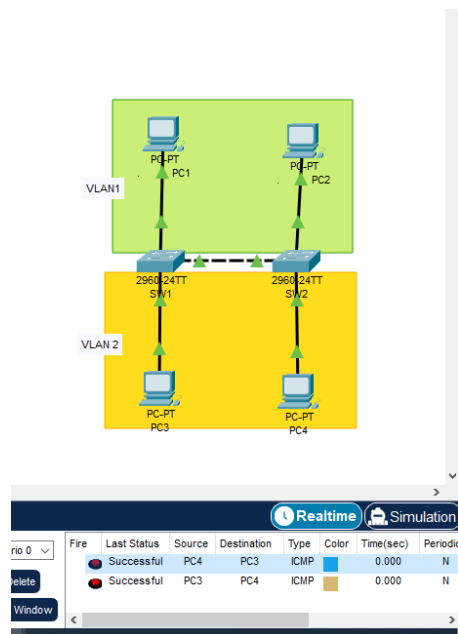 PC-PT
PC1
PC-PT
PC2
VLAN1
2960-24TT
SW1
2960-24TT
SW2
VLAN 2
PC-PT
PC3
PC-PT
PC4
Realtime
Simulation
rio 0
Fire Last Status Source Destination Type Color Time(sec) Periodic
Successful PC4 PC3 ICMP 0.000 N
Successful PC3 PC4 ICMP 0.000 N
elete
Window